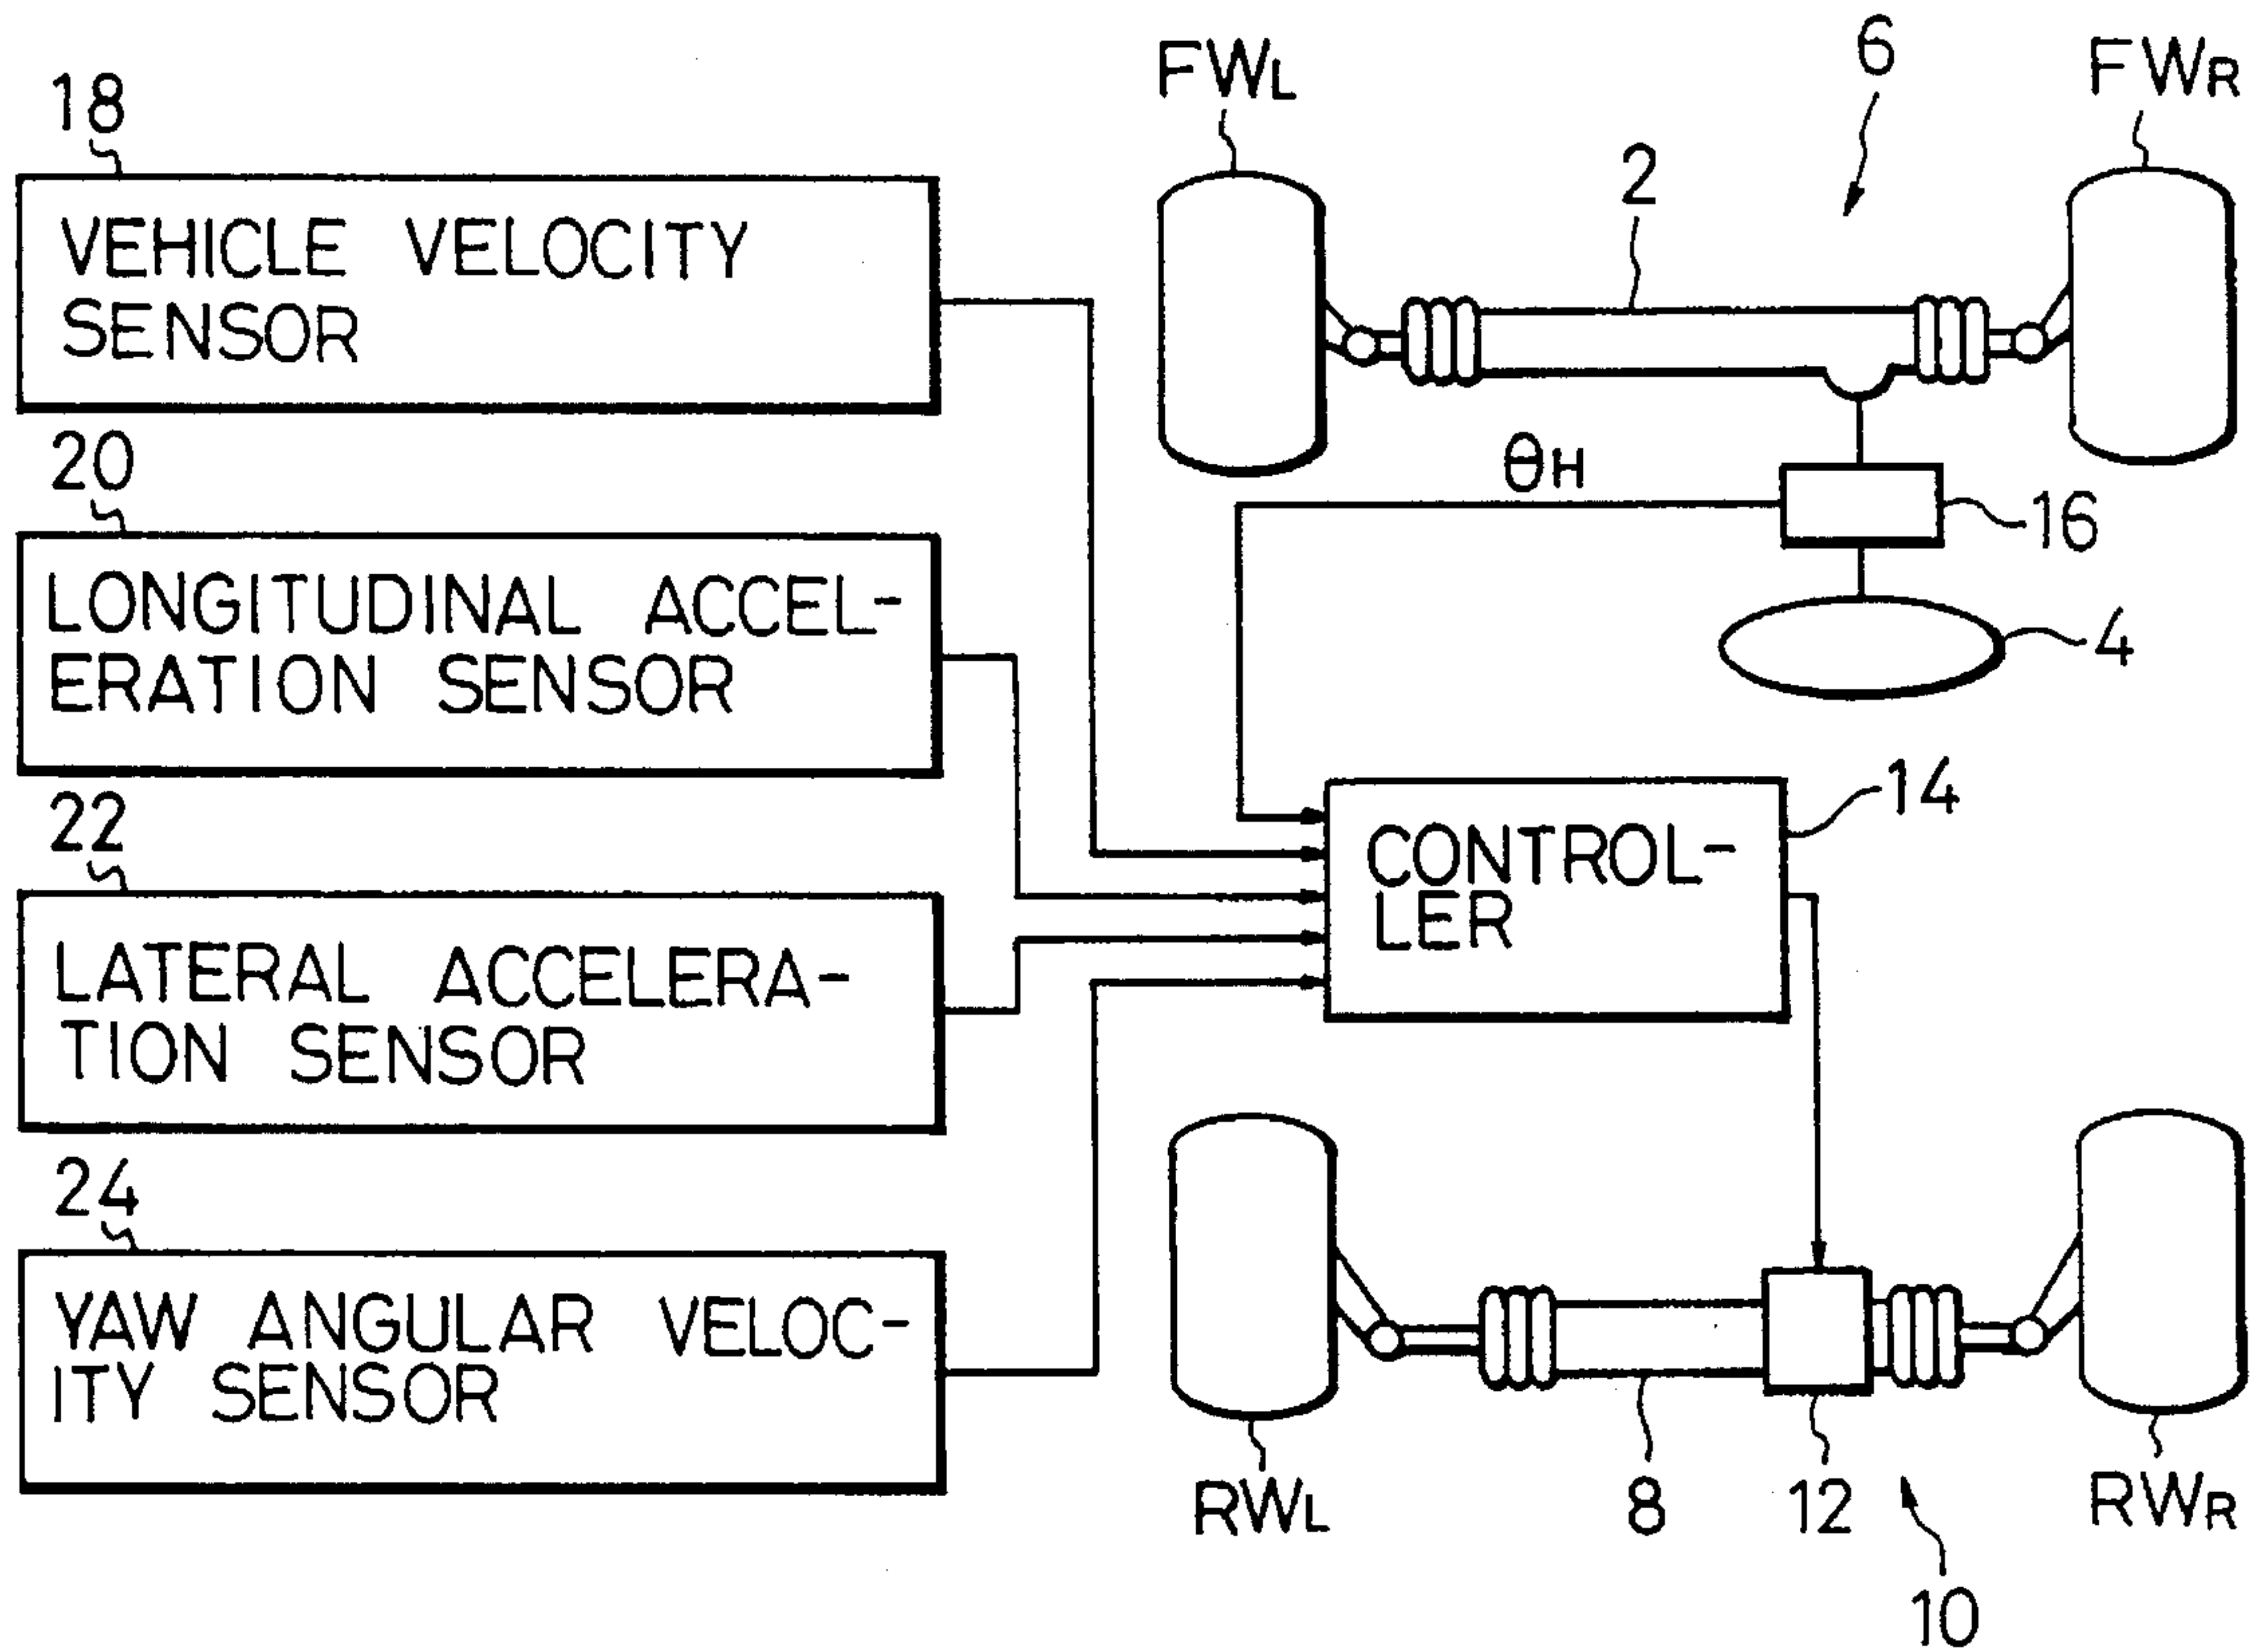 6
FWL
FWR
18
2
VEHICLE VELOCITY
SENSOR
20
θH
16
LONGITUDINAL ACCEL-
ERATION SENSOR
4
22
14
CONTROL-
LER
LATERAL ACCELERA-
TION SENSOR
24
YAW ANGULAR VELOC-
ITY SENSOR
RWL
8
12
RWR
10